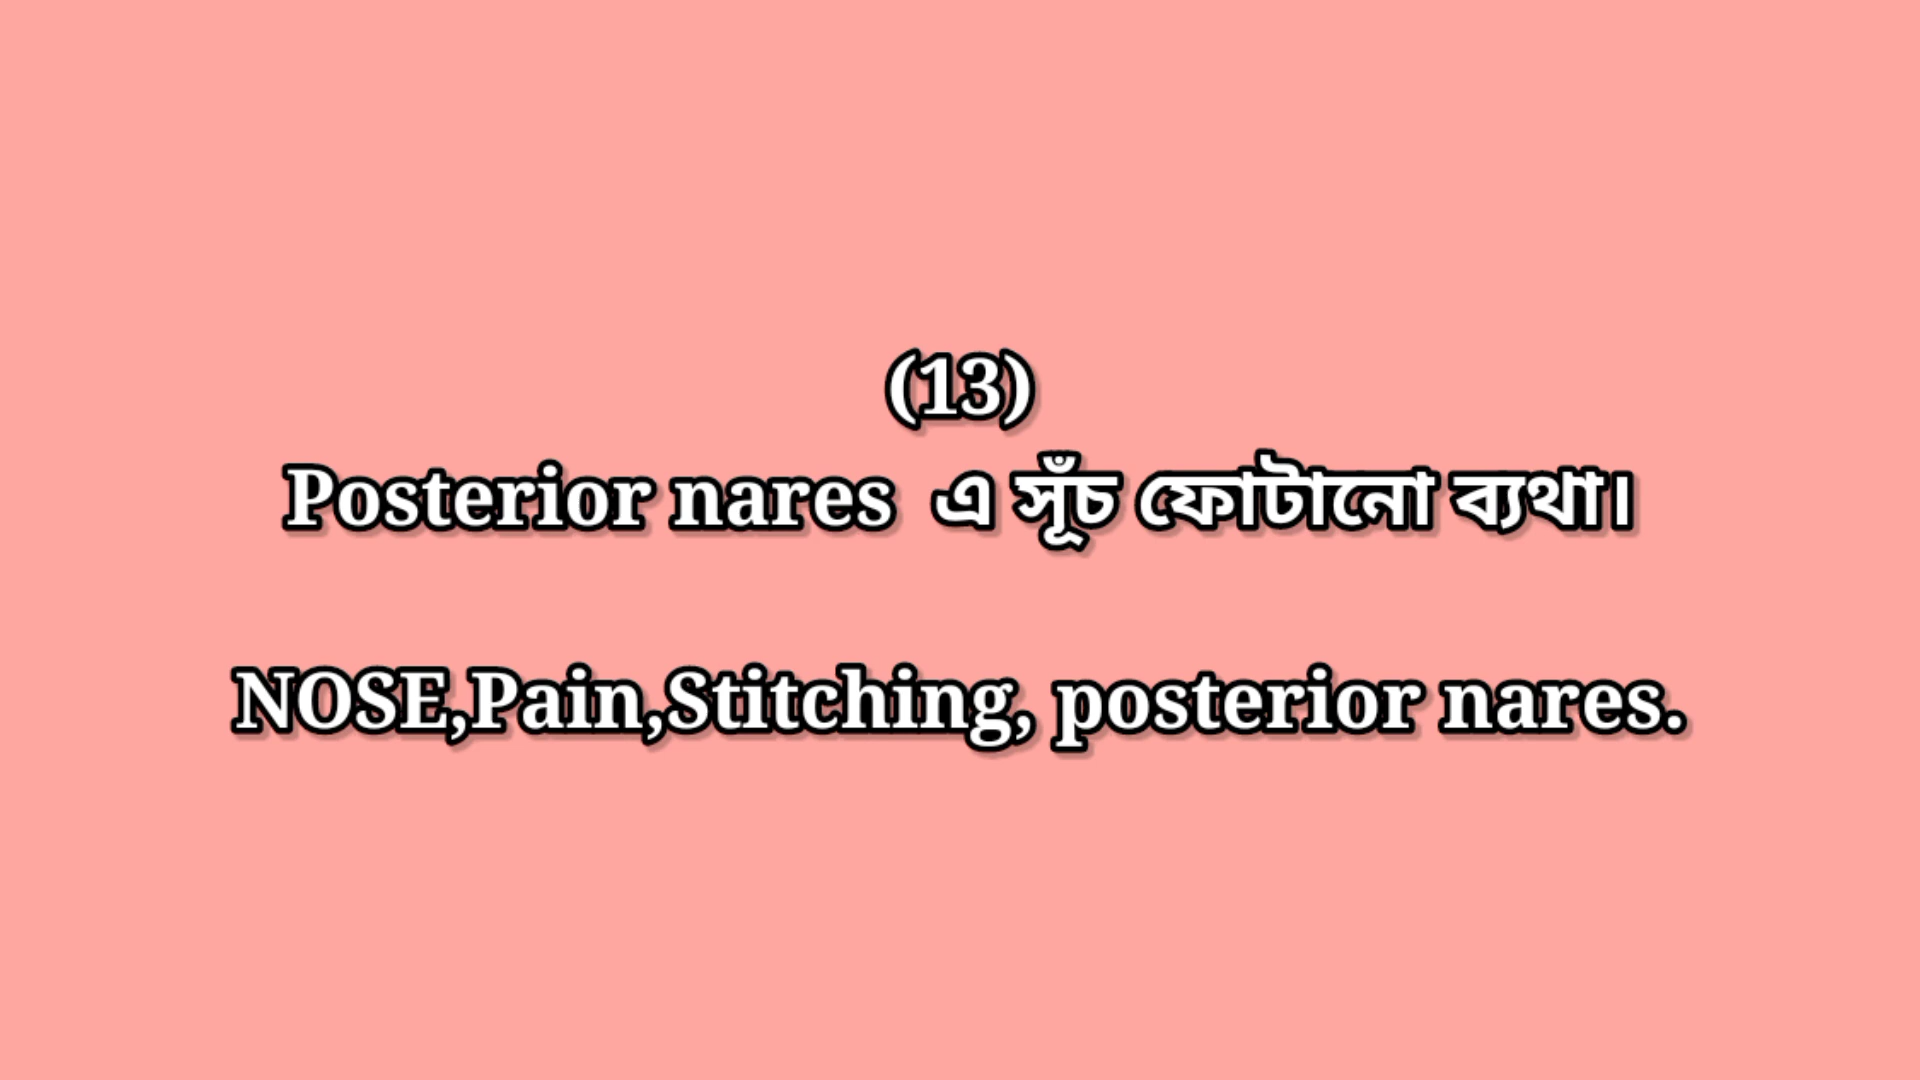 (13)
Posterior nares এ সূঁচ ফোটানো ব্যথা।
NOSE,Pain,Stitching, posterior nares.